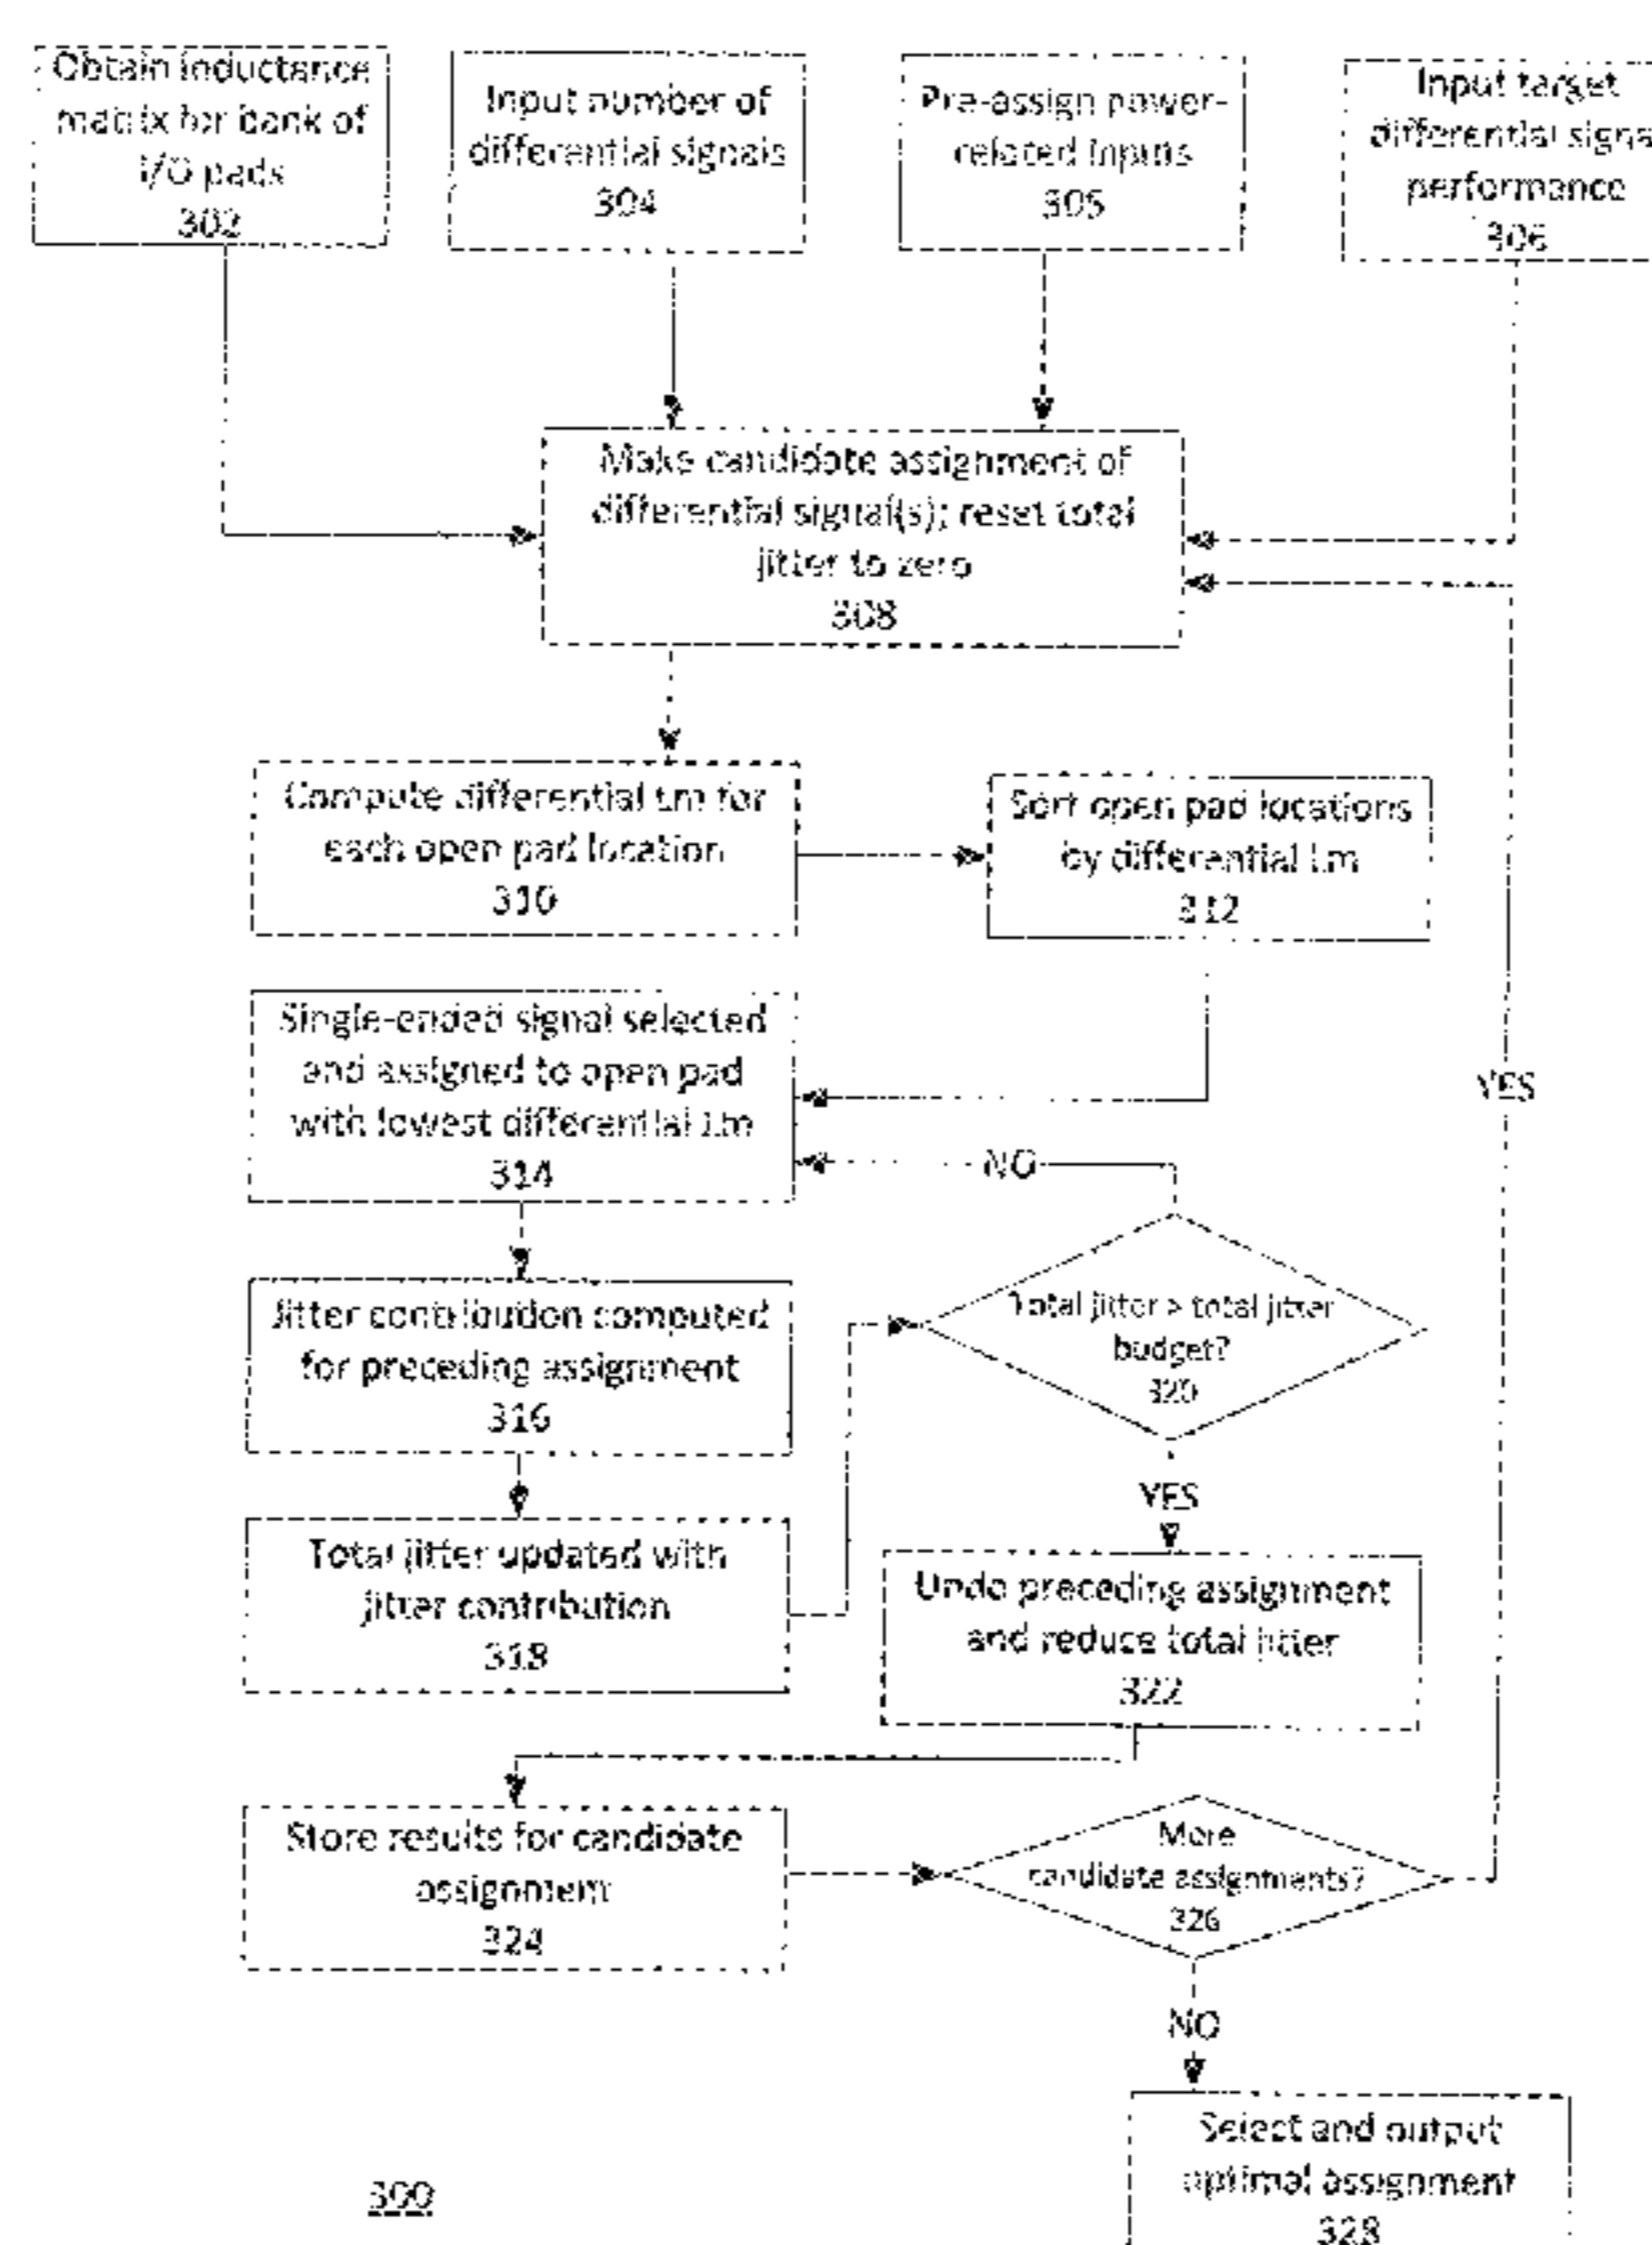 Obtain inductance
matrix for bank of
I/O pads
302
Input number of
differential signals
304
Pre-assign power-
related inputs
305
Input target
differential signa
performance
306
Make candidate assignment of
differential signal(s); reset total
jitter to zero
308
Compute differential Lm for
each open pad location
310
Sort open pad locations
by differential Lm
312
Single-ended signal selected
and assigned to open pad
with lowest differential Lm
314
YES
NO
Jitter contribution computed
for preceding assignment
316
Total jitter > total jitter
budget?
320
YES
Total jitter updated with
jitter contribution
318
Undo preceding assignment
and reduce total jitter
322
Store results for candidate
assignment
324
More
candidate assignments?
326
NO
Select and output
optimal assignment
328
300